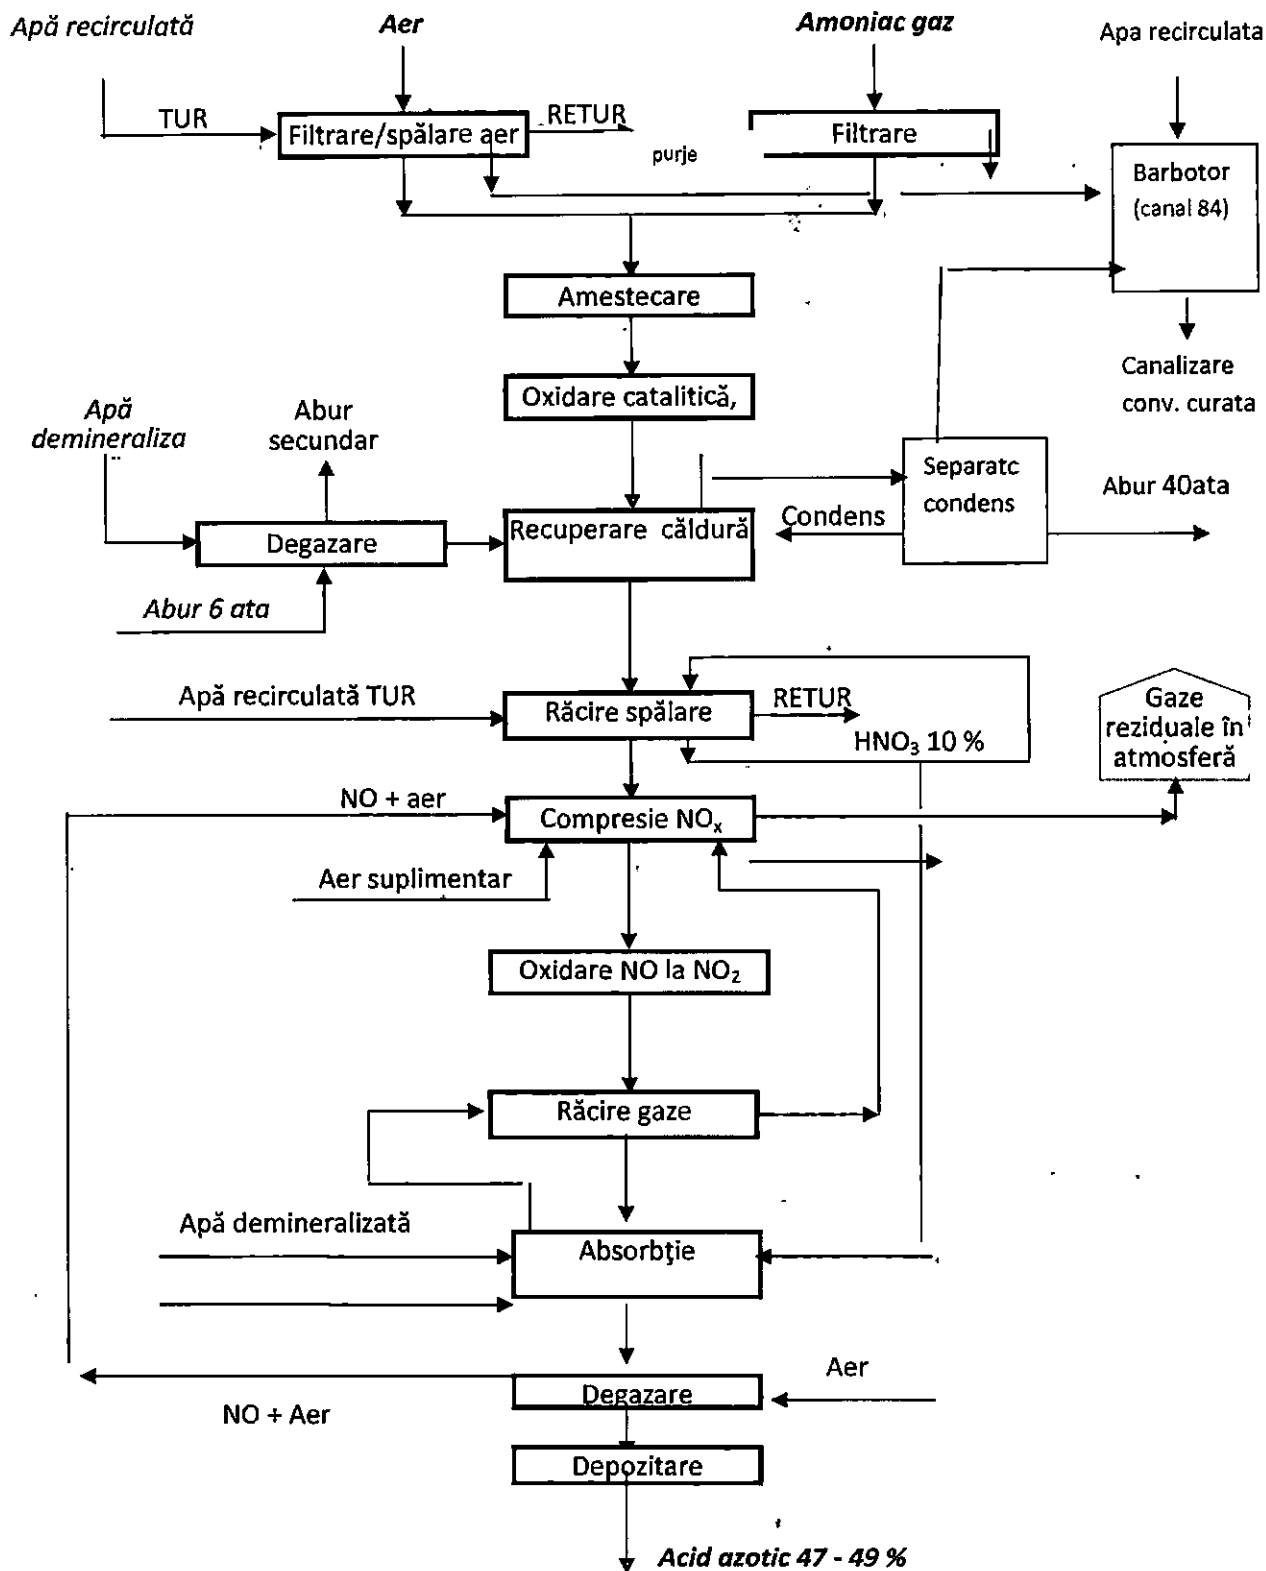 Apă recirculată
Aer
Amoniac gaz
Apa recirculata
TUR
Filtrare/spălare aer
RETUR
purje
Filtrare
Barbotor
(canal 84)
Amestecare
Canalizare
conv. curata
Oxidare catalitică,
Apă
demineraliza
Abur
secundar
Separatc
condens
Abur 40ata
Condens
Degazare
Recuperare căldură
Abur 6 ata
Apă recirculată TUR
Răcire spălare
RETUR
HNO₃ 10 %
Gaze
reziduale în
atmosferă
NO + aer
Compresie NOₓ
Aer suplimentar
Oxidare NO la NO₂
Răcire gaze
Apă demineralizată
Absorbţie
Aer
Degazare
NO + Aer
Depozitare
Acid azotic 47 - 49 %